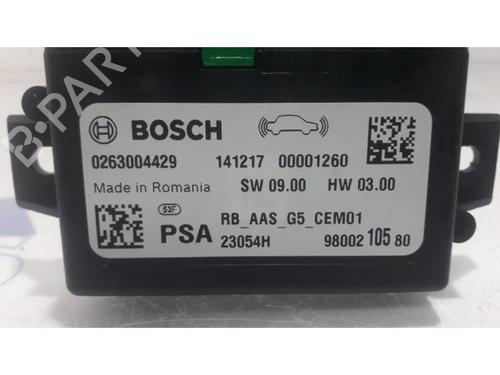 B-PARTS
BOSCH
0263004429 141217 00001260
Made in Romania SW 09.00 HW 03.00
53F RB_AAS_G5_CEM01
PSA 23054H 98002 105 80